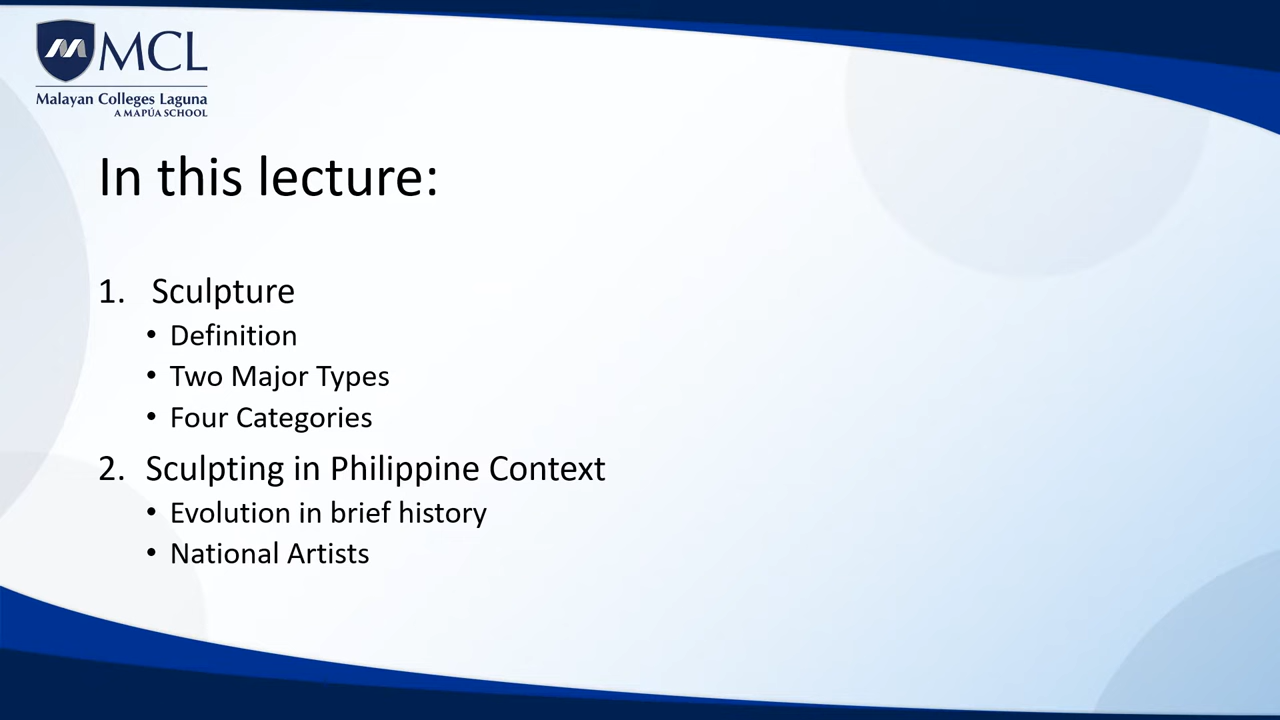 MCL
Malayan Colleges Laguna
A MAPÚA SCHOOL
In this lecture:
1. Sculpture
• Definition
• Two Major Types
• Four Categories
2. Sculpting in Philippine Context
• Evolution in brief history
• National Artists